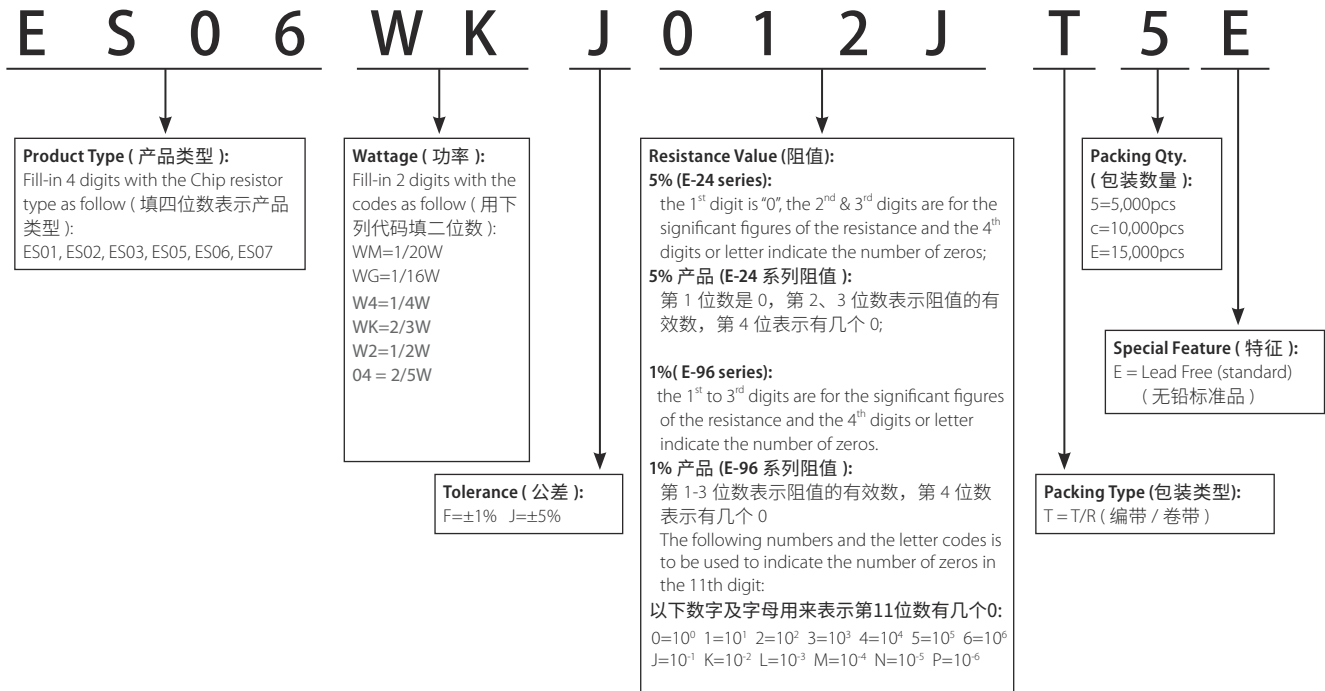 E S 0 6 W K J 0 1 2 J T 5 E
Product Type ( 产品类型 ):
Fill-in 4 digits with the Chip resistor
type as follow ( 填四位数表示产品
类型 ):
ES01, ES02, ES03, ES05, ES06, ES07
Wattage ( 功率 ):
Fill-in 2 digits with the
codes as follow ( 用下
列代码填二位数 ):
WM=1/20W
WG=1/16W
W4=1/4W
WK=2/3W
W2=1/2W
04 = 2/5W
Tolerance ( 公差 ):
F=±1% J=±5%
Resistance Value (阻值):
5% (E-24 series):
the 1st digit is “0”, the 2nd & 3rd digits are for the
significant figures of the resistance and the 4th
digits or letter indicate the number of zeros;
5% 产品 (E-24 系列阻值 ):
第 1 位数是 0，第 2、3 位数表示阻值的有
效数，第 4 位表示有几个 0;
1%( E-96 series):
the 1st to 3rd digits are for the significant figures
of the resistance and the 4th digits or letter
indicate the number of zeros.
1% 产品 (E-96 系列阻值 ):
第 1-3 位数表示阻值的有效数，第 4 位数
表示有几个 0
The following numbers and the letter codes is
to be used to indicate the number of zeros in
the 11th digit:
以下数字及字母用来表示第11位数有几个0:
0=10⁰ 1=10¹ 2=10² 3=10³ 4=10⁴ 5=10⁵ 6=10⁶
J=10⁻¹ K=10⁻² L=10⁻³ M=10⁻⁴ N=10⁻⁵ P=10⁻⁶
Packing Qty.
( 包装数量 ):
5=5,000pcs
c=10,000pcs
E=15,000pcs
Special Feature ( 特征 ):
E = Lead Free (standard)
( 无铅标准品 )
Packing Type (包装类型):
T = T/R ( 编带 / 卷带 )